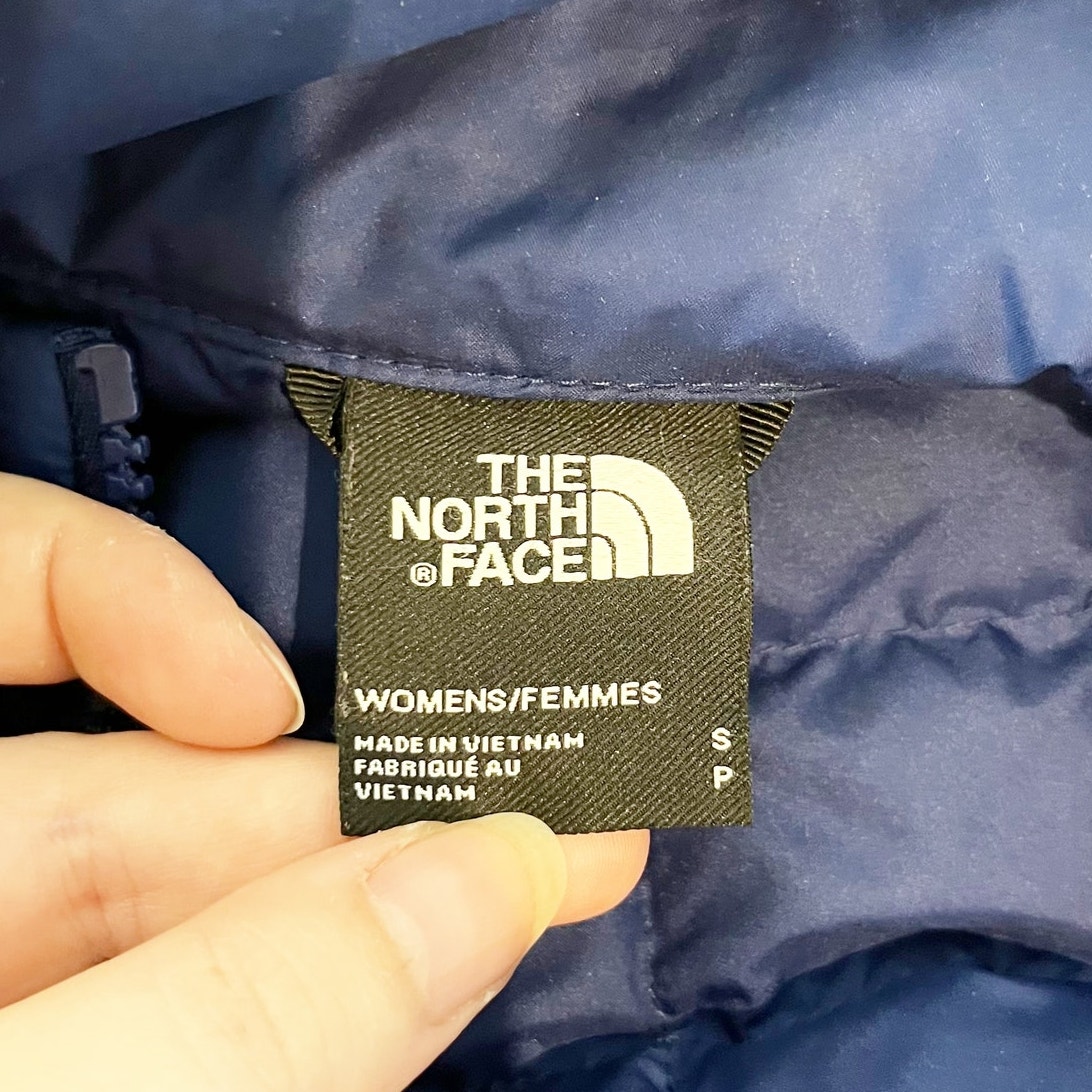 THE
NORTH
®FACE
WOMENS/FEMMES
MADE IN VIETNAM S
FABRIQUÉ AU P
VIETNAM